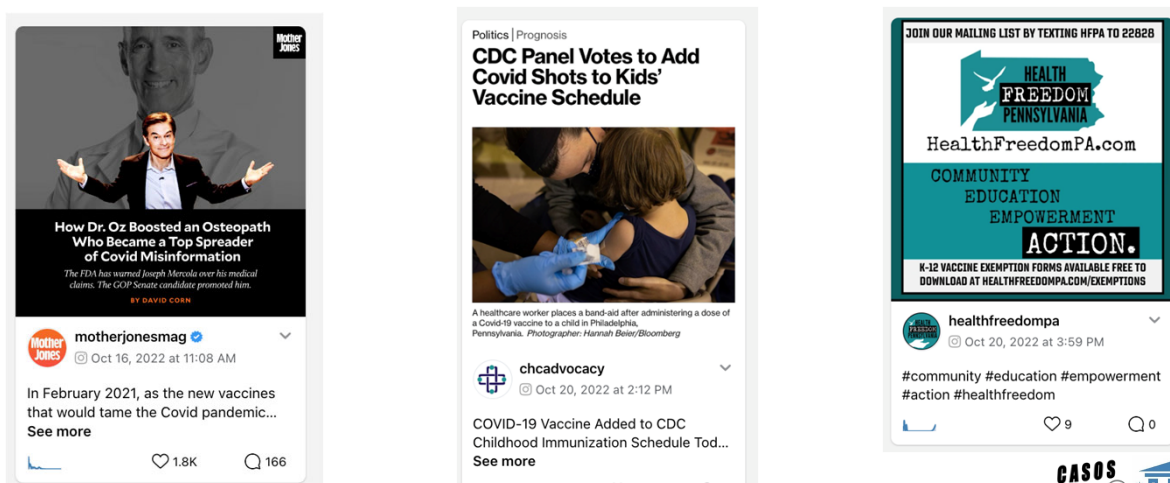 Mother
Jones
How Dr. Oz Boosted an Osteopath
Who Became a Top Spreader
of Covid Misinformation
The FDA has warned Joseph Mercola over his medical
claims. The GOP Senate candidate promoted him.
BY DAVID CORN
Mother
Jones
motherjonesmag
Oct 16, 2022 at 11:08 AM
In February 2021, as the new vaccines
that would tame the Covid pandemic...
See more
1.8K
166
Politics | Prognosis
CDC Panel Votes to Add
Covid Shots to Kids'
Vaccine Schedule
A healthcare worker places a band-aid after administering a dose of
a Covid-19 vaccine to a child in Philadelphia,
Pennsylvania. Photographer: Hannah Beier/Bloomberg
chcadvocacy
Oct 20, 2022 at 2:12 PM
COVID-19 Vaccine Added to CDC
Childhood Immunization Schedule Tod...
See more
JOIN OUR MAILING LIST BY TEXTING HFPA TO 22828
HEALTH
FREEDOM
PENNSYLVANIA
HealthFreedomPA.com
COMMUNITY
EDUCATION
EMPOWERMENT
ACTION.
K-12 VACCINE EXEMPTION FORMS AVAILABLE FREE TO
DOWNLOAD AT HEALTHFREEDOMPA.COM/EXEMPTIONS
healthfreedompa
Oct 20, 2022 at 3:59 PM
#community #education #empowerment
#action #healthfreedom
9
0
CASOS